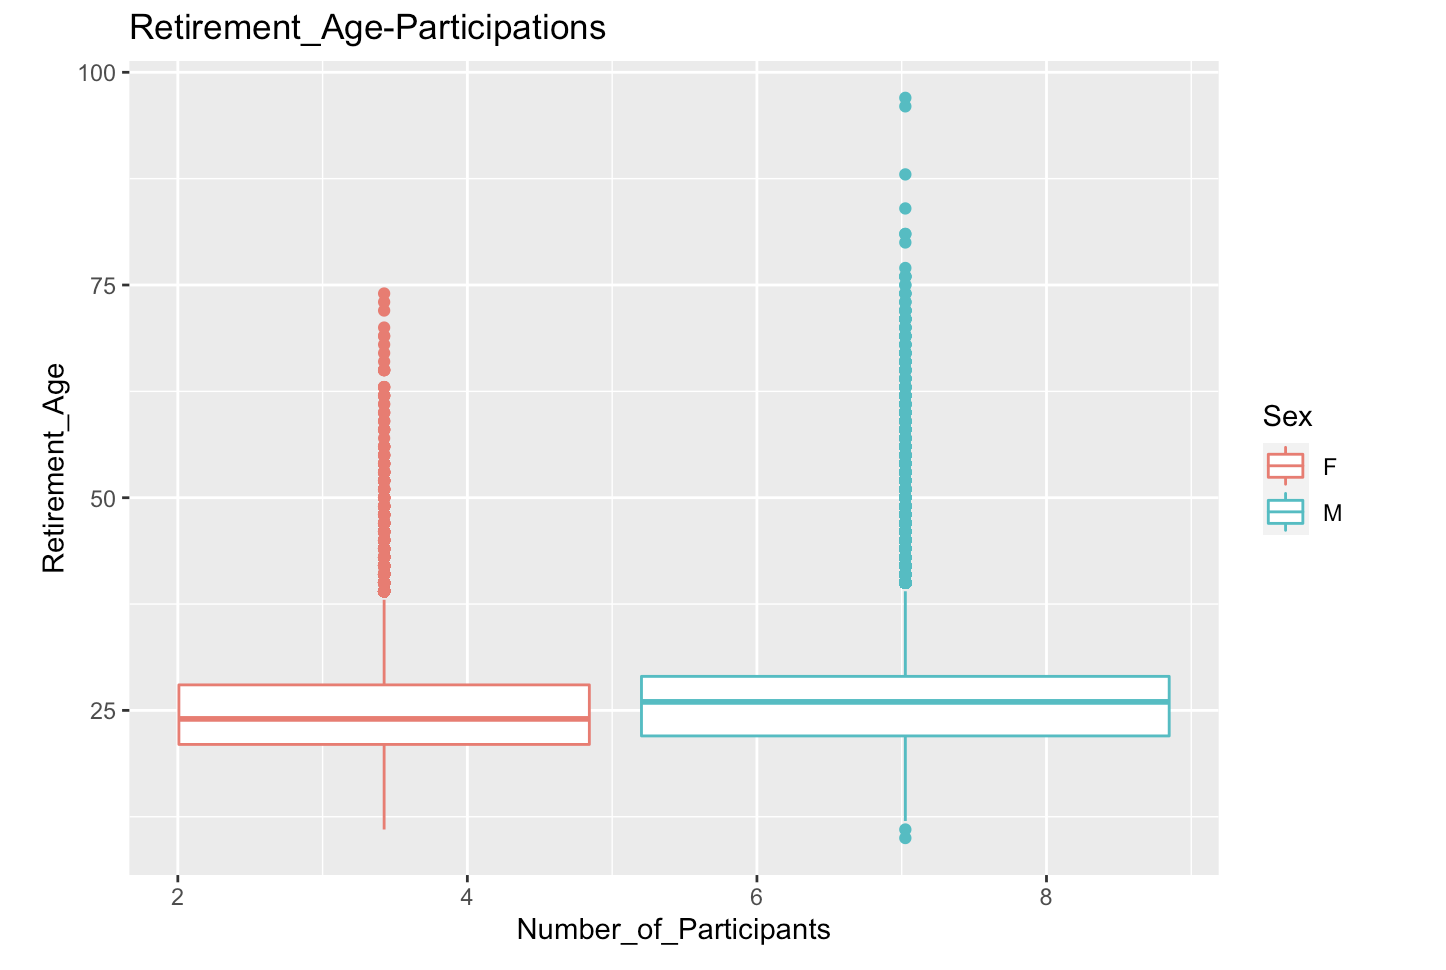 Retirement_Age-Participations
100
75
50
25
Retirement_Age
2
4
6
8
Number_of_Participants
Sex
F
M